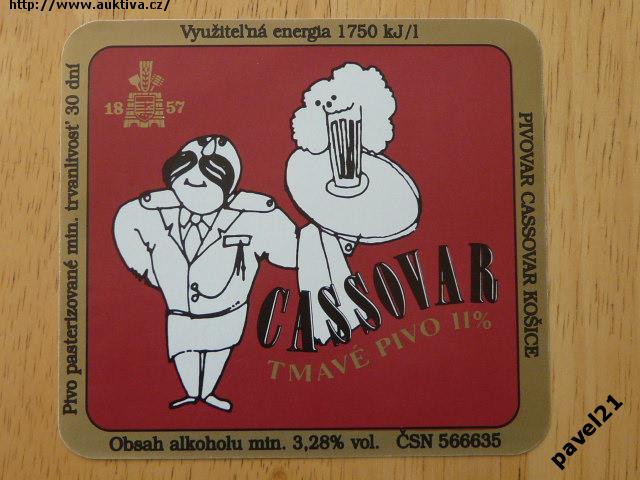 http://www.auktiva.cz/
Využiteľná energia 1750 kJ/l
Pivo pasterizované min. trvanlivosť 30 dní
18 57
PIVOVAR CASSOVAR KOŠICE
CASSOVAR
TMAVÉ PIVO 11%
Obsah alkoholu min. 3,28% vol. ČSN 566635
pavel21